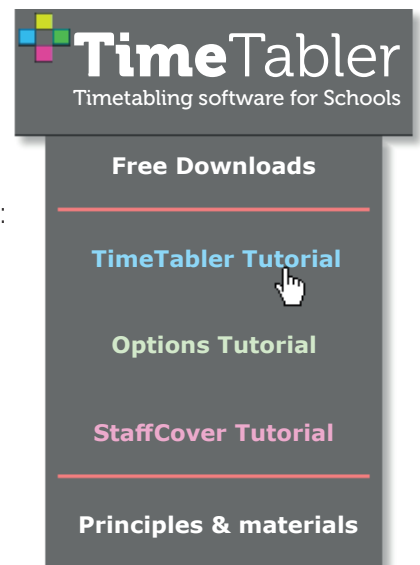 TimeTabler
Timetabling software for Schools
Free Downloads
:
TimeTabler Tutorial
Options Tutorial
StaffCover Tutorial
Principles & materials